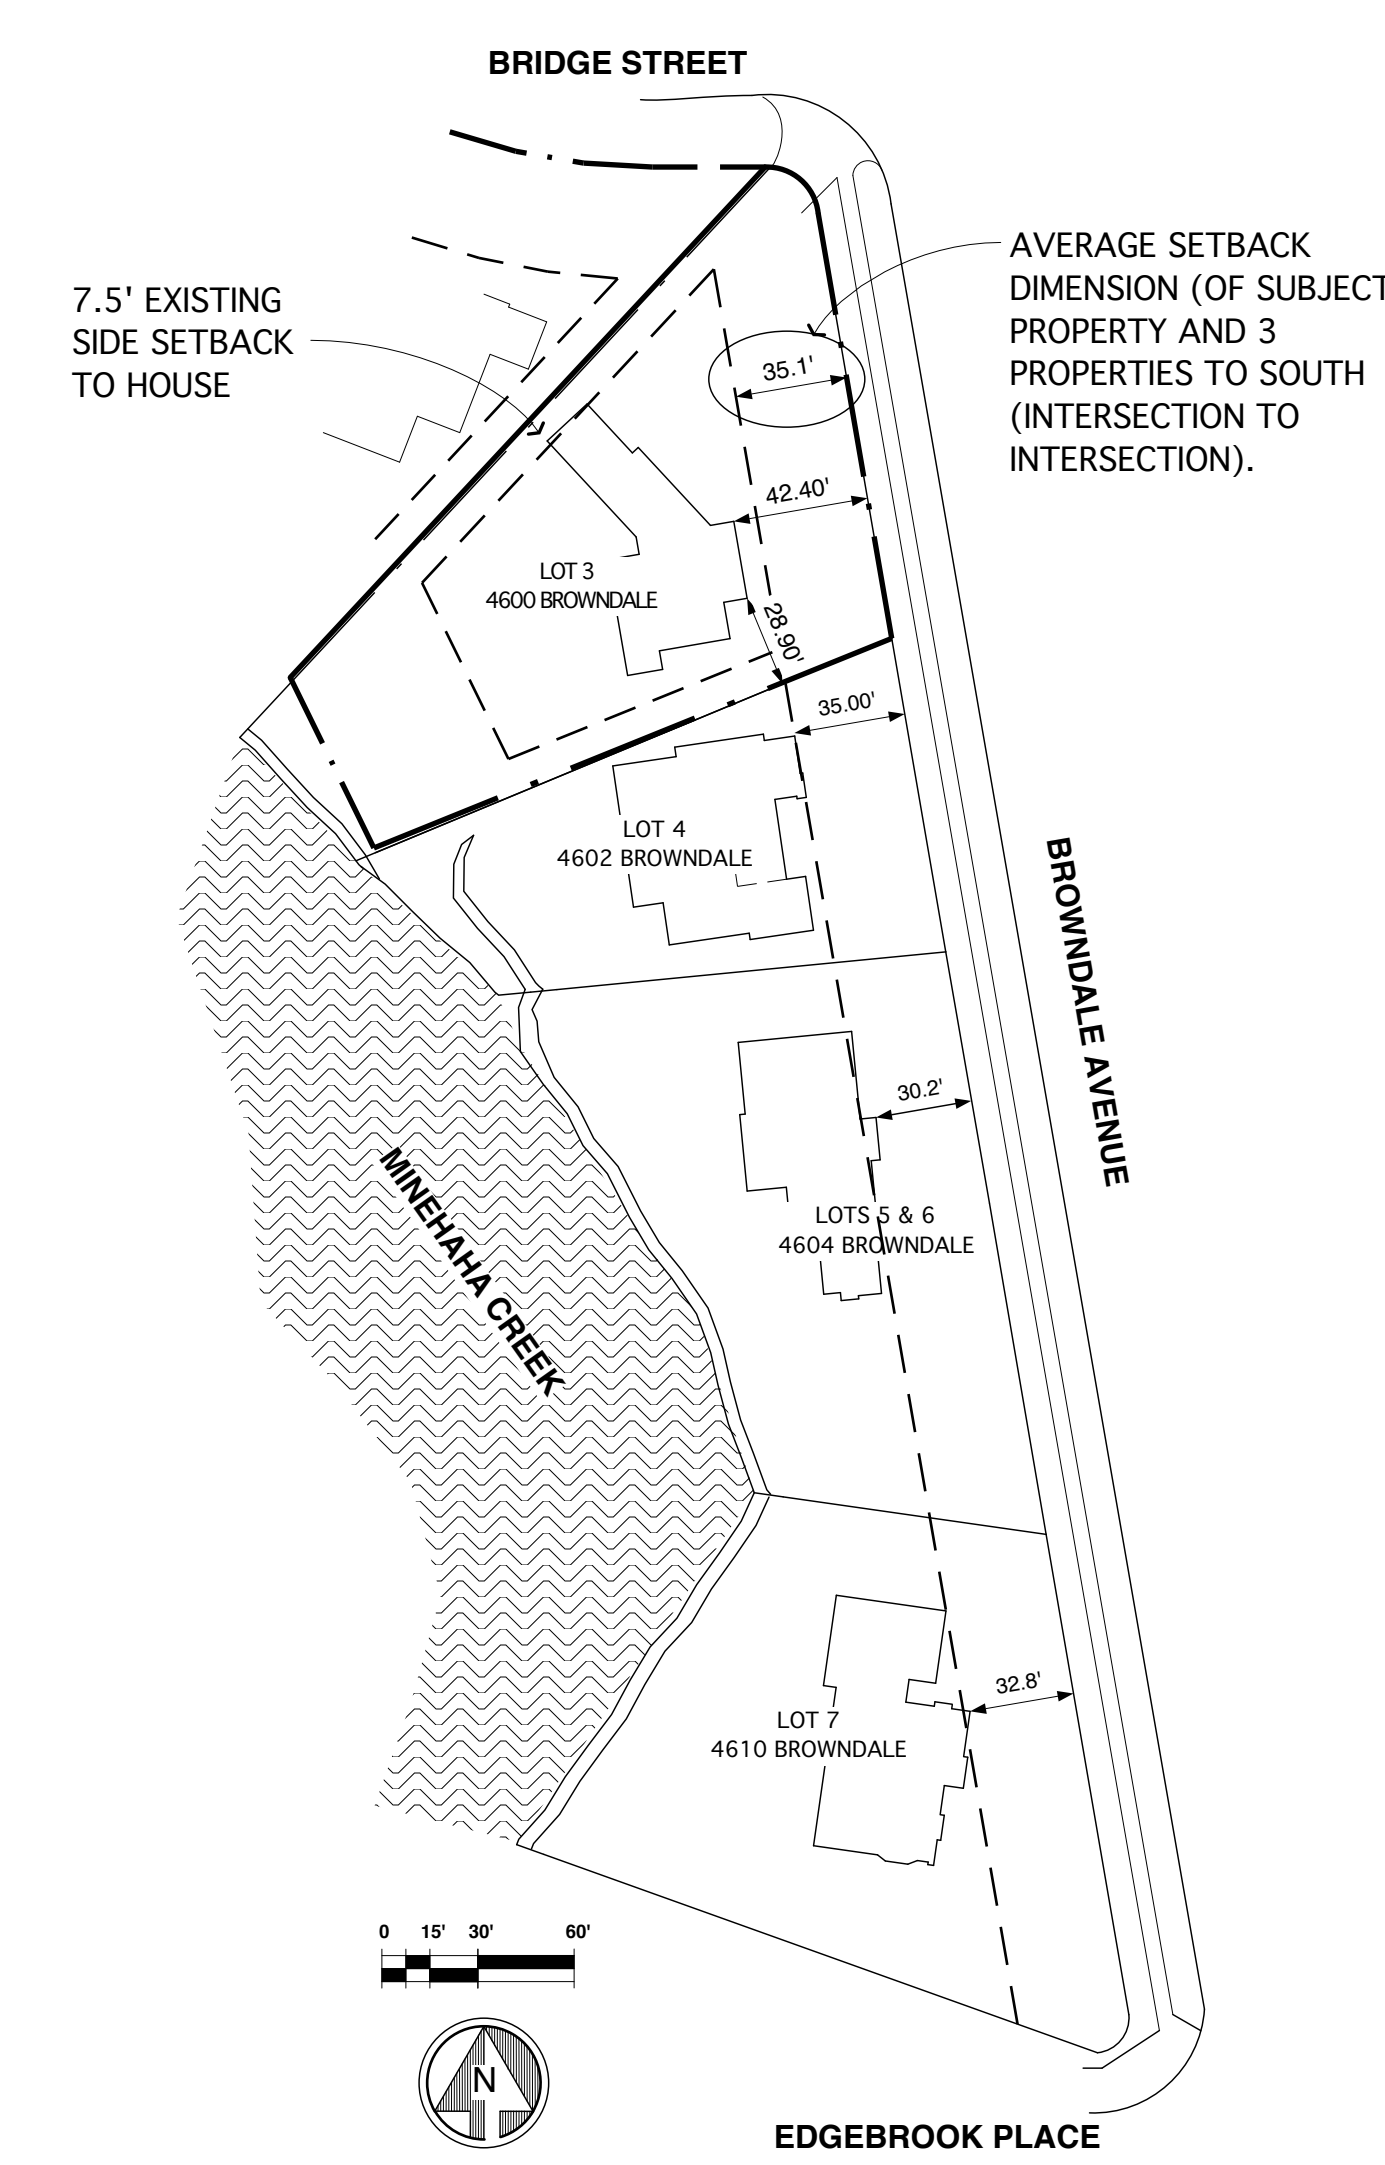 BRIDGE STREET
7.5' EXISTING
SIDE SETBACK
TO HOUSE
AVERAGE SETBACK
DIMENSION (OF SUBJECT
PROPERTY AND 3
PROPERTIES TO SOUTH
(INTERSECTION TO
INTERSECTION).
35.1'
42.40'
LOT 3
4600 BROWNDALE
28.90'
35.00'
LOT 4
4602 BROWNDALE
BROWNDALE AVENUE
30.2'
MINEHAHA CREEK
LOTS 5 & 6
4604 BROWNDALE
32.8'
LOT 7
4610 BROWNDALE
0 15' 30' 60'
N
EDGEBROOK PLACE